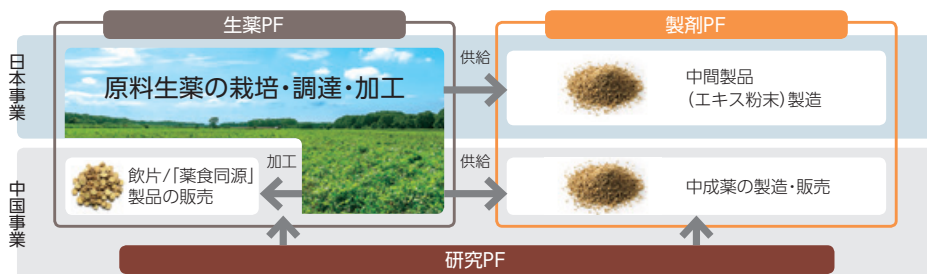 生薬PF
製剤PF
日本事業
原料生薬の栽培・調達・加工
供給
中間製品
(エキス粉末)製造
中国事業
飲片/「薬食同源」
製品の販売
加工
供給
中成薬の製造・販売
研究PF